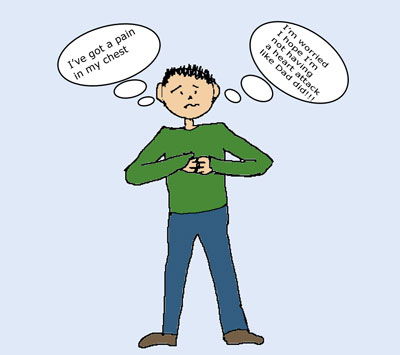 I've got a pain
in my chest
I'm worried
I hope I'm
not having
a heart attack
like Dad did!!!